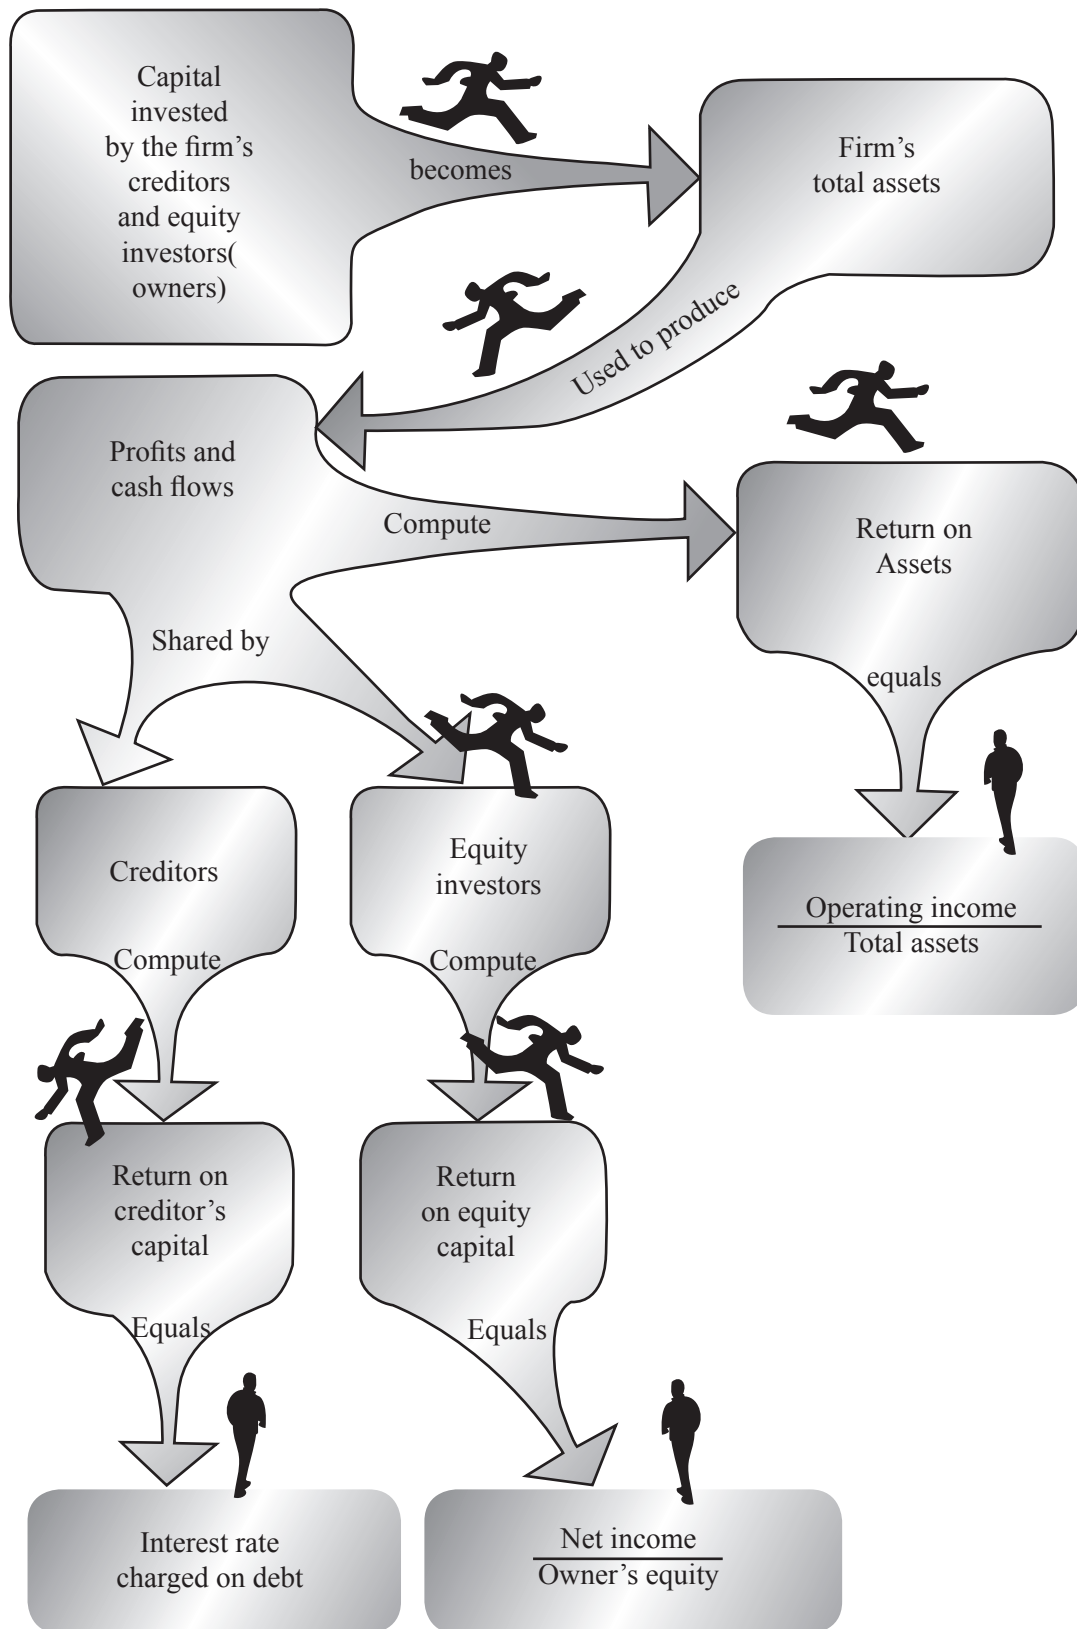 Capital
invested
by the firm’s
creditors
and equity
investors(
owners)
becomes
Firm’s
total assets
Used to produce
Profits and
cash flows
Compute
Return on
Assets
equals
Operating income
Total assets
Shared by
Creditors
Compute
Return on
creditor’s
capital
Equals
Interest rate
charged on debt
Equity
investors
Compute
Return
on equity
capital
Equals
Net income
Owner’s equity